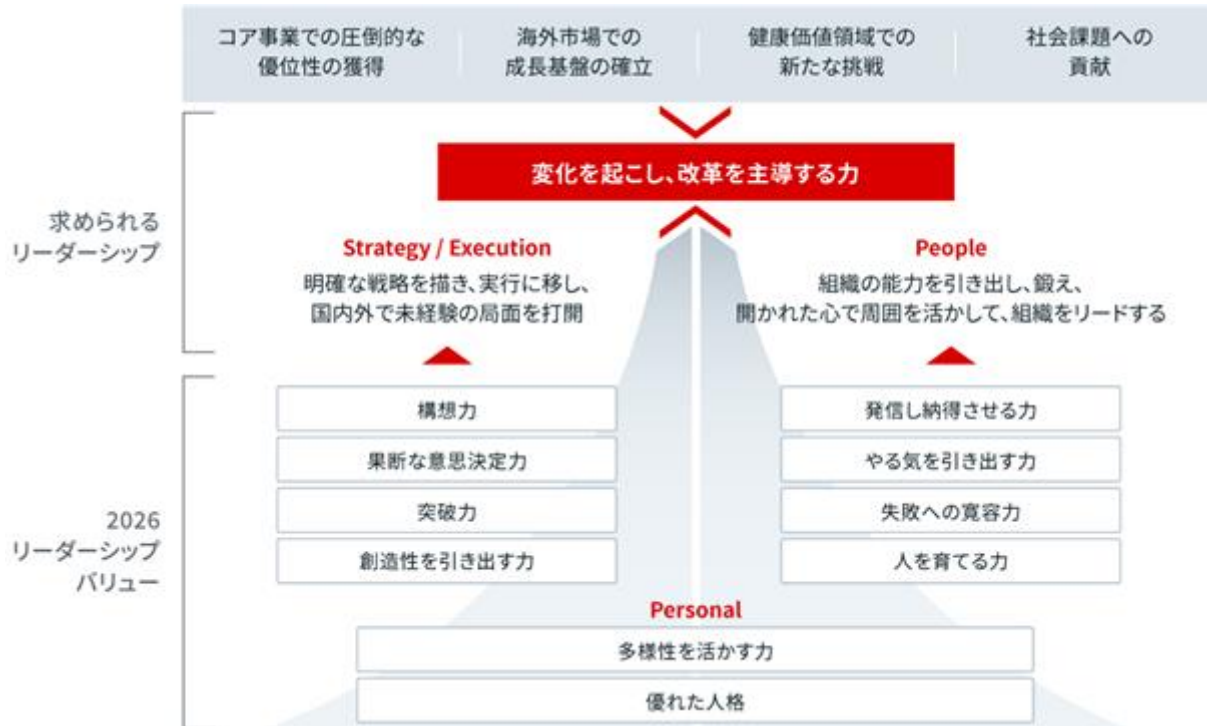 コア事業での圧倒的な
優位性の獲得
海外市場での
成長基盤の確立
健康価値領域での
新たな挑戦
社会課題への
貢献
変化を起こし、改革を主導する力
求められる
リーダーシップ
Strategy / Execution
明確な戦略を描き、実行に移し、
国内外で未経験の局面を打開
People
組織の能力を引き出し、鍛え、
開かれた心で周囲を活かして、組織をリードする
2026
リーダーシップ
バリュー
構想力
果断な意思決定力
突破力
創造性を引き出す力
発信し納得させる力
やる気を引き出す力
失敗への寛容力
人を育てる力
Personal
多様性を活かす力
優れた人格